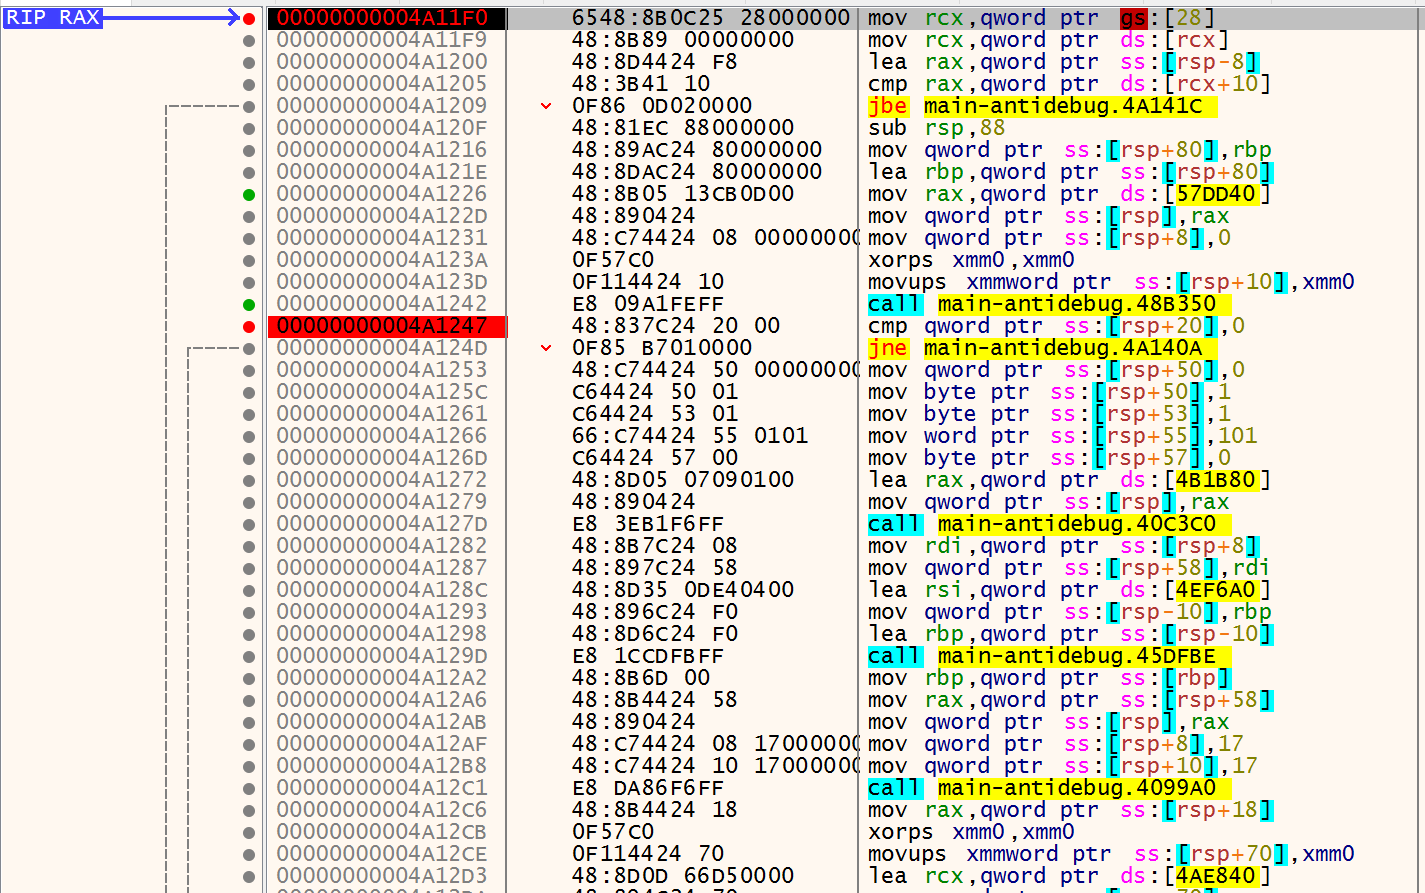 RIP RAX 00000000004A11F0 6548:8B0C25 28000000 mov rcx,qword ptr gs:[28]
00000000004A11F9 48:8B89 00000000 mov rcx,qword ptr ds:[rcx]
00000000004A1200 48:8D4424 F8 lea rax,qword ptr ss:[rsp-8]
00000000004A1205 48:3B41 10 cmp rax,qword ptr ds:[rcx+10]
00000000004A1209 0F86 0D020000 jbe main-antidebug.4A141C
00000000004A120F 48:81EC 88000000 sub rsp,88
00000000004A1216 48:89AC24 80000000 mov qword ptr ss:[rsp+80],rbp
00000000004A121E 48:8DAC24 80000000 lea rbp,qword ptr ss:[rsp+80]
00000000004A1226 48:8B05 13CB0D00 mov rax,qword ptr ds:[57DD40]
00000000004A122D 48:890424 mov qword ptr ss:[rsp],rax
00000000004A1231 48:C74424 08 00000000 mov qword ptr ss:[rsp+8],0
00000000004A123A 0F57C0 xorps xmm0,xmm0
00000000004A123D 0F114424 10 movups xmmword ptr ss:[rsp+10],xmm0
00000000004A1242 E8 09A1FEFF call main-antidebug.48B350
00000000004A1247 48:837C24 20 00 cmp qword ptr ss:[rsp+20],0
00000000004A124D 0F85 B7010000 jne main-antidebug.4A140A
00000000004A1253 48:C74424 50 00000000 mov qword ptr ss:[rsp+50],0
00000000004A125C C64424 50 01 mov byte ptr ss:[rsp+50],1
00000000004A1261 C64424 53 01 mov byte ptr ss:[rsp+53],1
00000000004A1266 66:C74424 55 0101 mov word ptr ss:[rsp+55],101
00000000004A126D C64424 57 00 mov byte ptr ss:[rsp+57],0
00000000004A1272 48:8D05 07090100 lea rax,qword ptr ds:[4B1B80]
00000000004A1279 48:890424 mov qword ptr ss:[rsp],rax
00000000004A127D E8 3EB1F6FF call main-antidebug.40C3C0
00000000004A1282 48:8B7C24 08 mov rdi,qword ptr ss:[rsp+8]
00000000004A1287 48:897C24 58 mov qword ptr ss:[rsp+58],rdi
00000000004A128C 48:8D35 0DE40400 lea rsi,qword ptr ds:[4EF6A0]
00000000004A1293 48:896C24 F0 mov qword ptr ss:[rsp-10],rbp
00000000004A1298 48:8D6C24 F0 lea rbp,qword ptr ss:[rsp-10]
00000000004A129D E8 1CCDFBFF call main-antidebug.45DFBE
00000000004A12A2 48:8B6D 00 mov rbp,qword ptr ss:[rbp]
00000000004A12A6 48:8B4424 58 mov rax,qword ptr ss:[rsp+58]
00000000004A12AB 48:890424 mov qword ptr ss:[rsp],rax
00000000004A12AF 48:C74424 08 17000000 mov qword ptr ss:[rsp+8],17
00000000004A12B8 48:C74424 10 17000000 mov qword ptr ss:[rsp+10],17
00000000004A12C1 E8 DA86F6FF call main-antidebug.4099A0
00000000004A12C6 48:8B4424 18 mov rax,qword ptr ss:[rsp+18]
00000000004A12CB 0F57C0 xorps xmm0,xmm0
00000000004A12CE 0F114424 70 movups xmmword ptr ss:[rsp+70],xmm0
00000000004A12D3 48:8D0D 66D50000 lea rcx,qword ptr ds:[4AE840]